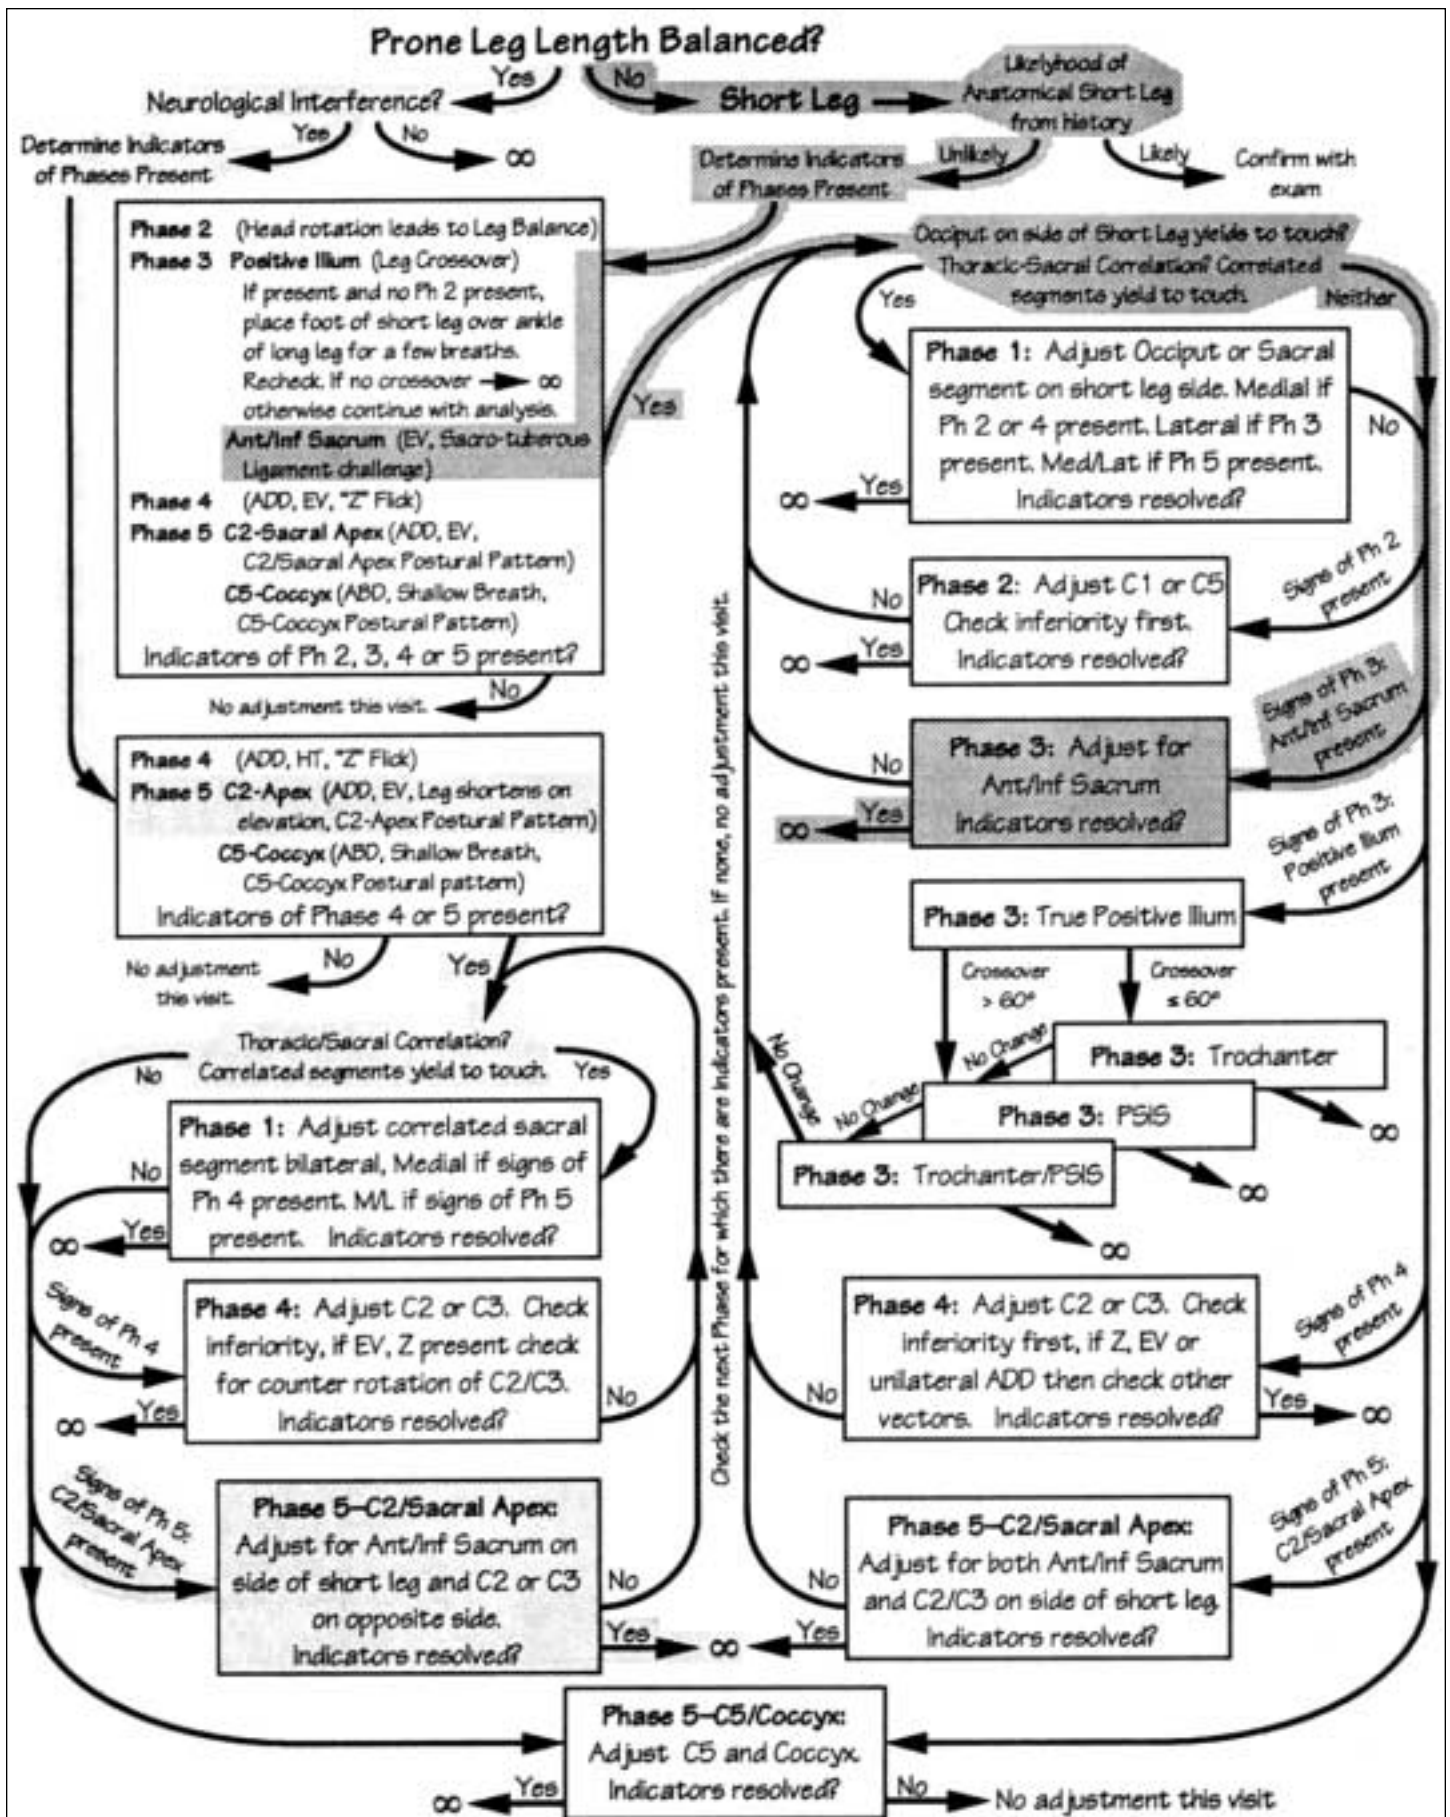 Prone Leg Length Balanced?
Yes
No
Neurological Interference?
Short Leg
Likelyhood of
Anatomical Short Leg
from history
Yes
No
∞
Determine Indicators
of Phases Present
Unlikely
Likely
Determine Indicators
of Phases Present
Confirm with
exam
Phase 2 (Head rotation leads to Leg Balance)
Phase 3 Positive Ilium (Leg Crossover)
If present and no Ph 2 present,
place foot of short leg over ankle
of long leg for a few breaths.
Recheck. If no crossover → ∞
otherwise continue with analysis.
Ant/Inf Sacrum (EV, Sacro-tuberous
Ligament challenge)
Phase 4 (ADD, EV, "Z" Flick)
Phase 5 C2-Sacral Apex (ADD, EV,
C2/Sacral Apex Postural Pattern)
C5-Coccyx (ABD, Shallow Breath,
C5-Coccyx Postural Pattern)
Indicators of Ph 2, 3, 4 or 5 present?
Yes
No
No adjustment this visit.
Occiput on side of Short Leg yields to touch?
Thoracic-Sacral Correlation? Correlated
segments yield to touch.
Yes
Neither
Phase 1: Adjust Occiput or Sacral
segment on short leg side. Medial if
Ph 2 or 4 present. Lateral if Ph 3
present. Med/Lat if Ph 5 present.
Indicators resolved?
No
Yes
∞
Signs of Ph 2
present
Phase 2: Adjust C1 or C5
Check inferiority first.
Indicators resolved?
No
Yes
∞
Signs of Ph 3:
Ant/Inf Sacrum
present
Phase 3: Adjust for
Ant/Inf Sacrum
Indicators resolved?
No
Yes
∞
Signs of Ph 3:
Positive Ilium
present
Phase 3: True Positive Ilium
Crossover
> 60°
Crossover
≤ 60°
Phase 3: Trochanter
No Change
∞
Phase 3: PSIS
No Change
∞
Phase 3: Trochanter/PSIS
No Change
∞
Signs of Ph 4
present
Phase 4: Adjust C2 or C3. Check
inferiority first, if Z, EV or
unilateral ADD then check other
vectors. Indicators resolved?
No
Yes
∞
Signs of Ph 5:
C2/Sacral Apex
present
Phase 5–C2/Sacral Apex:
Adjust for both Ant/Inf Sacrum
and C2/C3 on side of short leg.
Indicators resolved?
No
Yes
∞
Check the next Phase for which there are indicators present. If none, no adjustment this visit.
Phase 4 (ADD, HT, "Z" Flick)
Phase 5 C2-Apex (ADD, EV, Leg shortens on
elevation, C2-Apex Postural Pattern)
C5-Coccyx (ABD, Shallow Breath,
C5-Coccyx Postural pattern)
Indicators of Phase 4 or 5 present?
No
Yes
No adjustment
this visit.
Thoracic/Sacral Correlation?
Correlated segments yield to touch.
No
Yes
Phase 1: Adjust correlated sacral
segment bilateral, Medial if signs of
Ph 4 present. M/L if signs of Ph 5
present. Indicators resolved?
No
Yes
∞
Signs of Ph 4
present
Phase 4: Adjust C2 or C3. Check
inferiority, if EV, Z present check
for counter rotation of C2/C3.
Indicators resolved?
No
Yes
∞
Signs of Ph 5:
C2/Sacral Apex
present
Phase 5–C2/Sacral Apex:
Adjust for Ant/Inf Sacrum on
side of short leg and C2 or C3
on opposite side.
Indicators resolved?
No
Yes
Phase 5–C5/Coccyx:
Adjust C5 and Coccyx.
Indicators resolved?
Yes
∞
No
No adjustment this visit